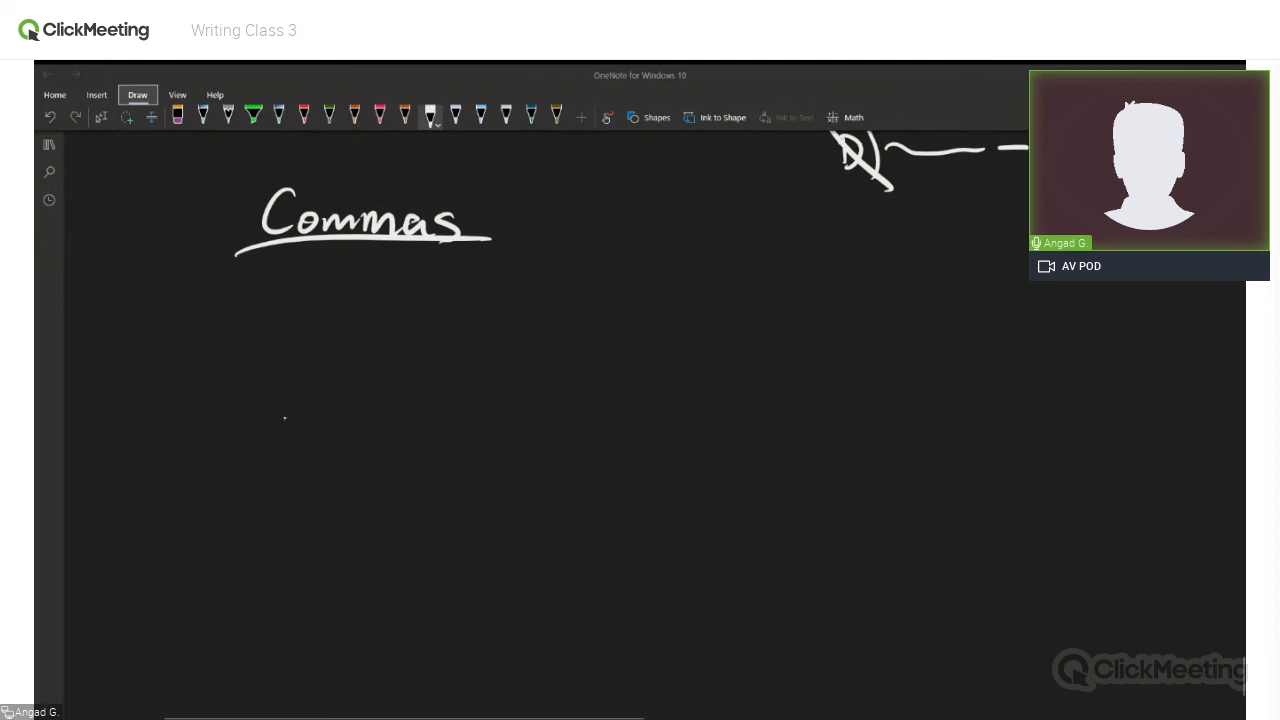 ClickMeeting Writing Class 3
OneNote for Windows 10
Home Insert Draw View Help
Shapes Ink to Shape Ink to Text Math
D)
Commas
Angad G.
AV POD
ClickMeeting
Angad G.